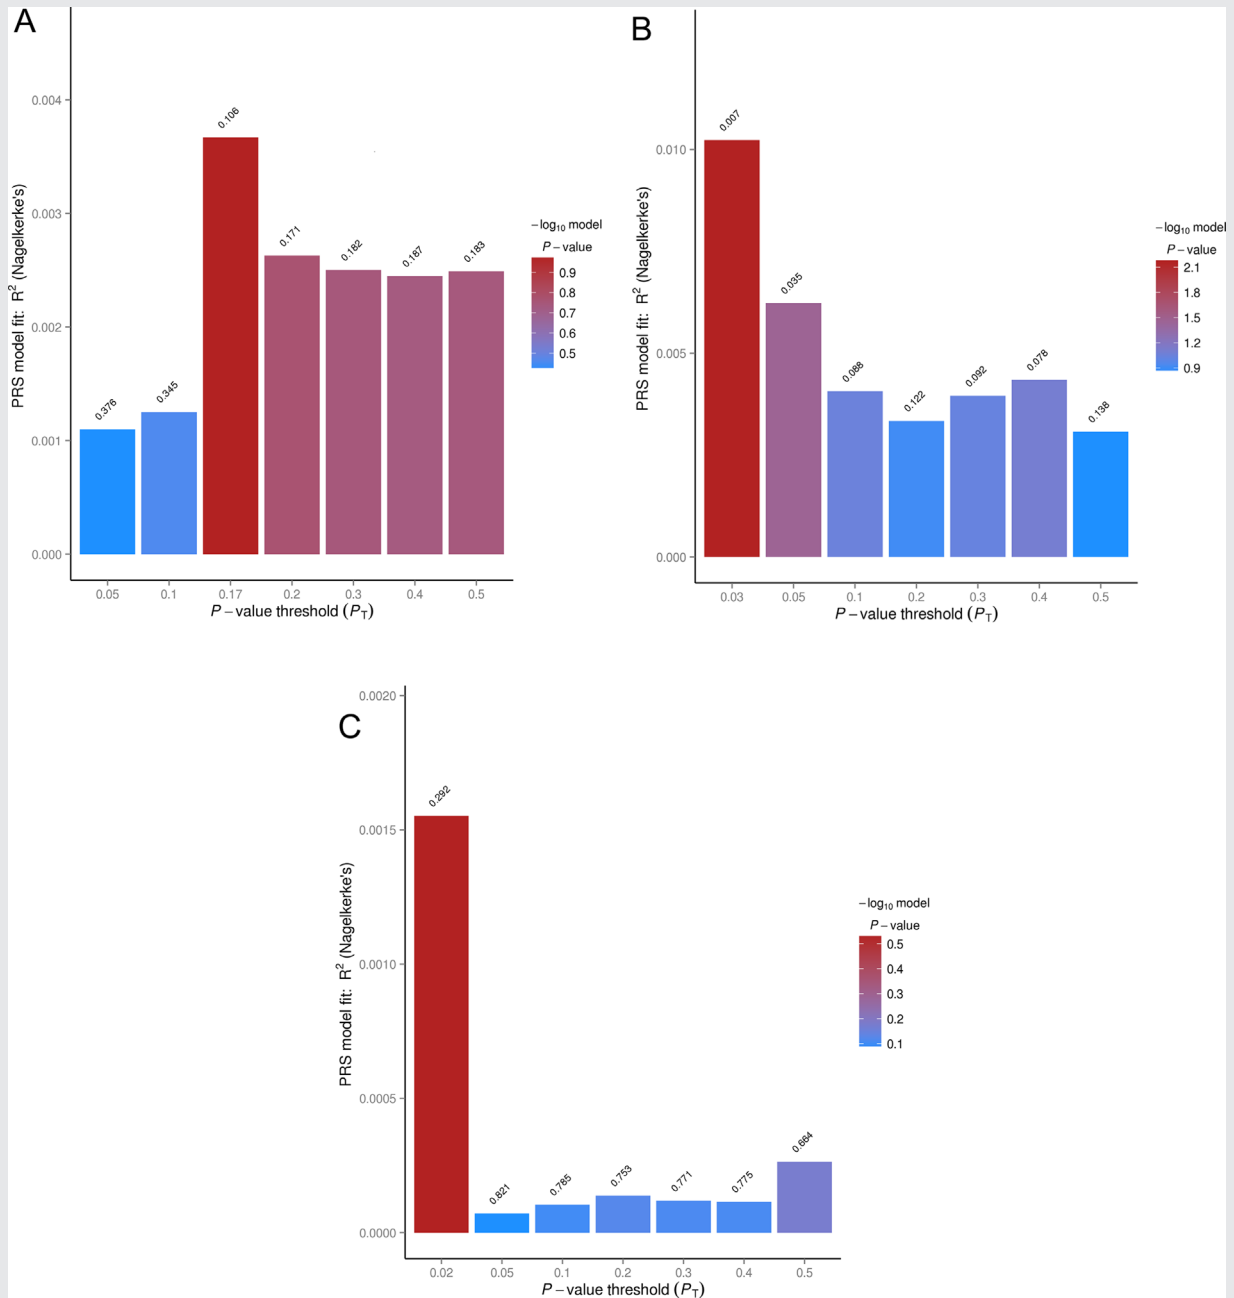 A
PRS model fit: R² (Nagelkerke's)
0.004
0.003
0.002
0.001
0.000
0.378
0.345
0.106
0.171
0.182
0.187
0.183
0.05 0.1 0.17 0.2 0.3 0.4 0.5
P – value threshold (P_T)
– log₁₀ model
P – value
0.9
0.8
0.7
0.6
0.5
B
PRS model fit: R² (Nagelkerke's)
0.010
0.005
0.000
0.007
0.035
0.088
0.122
0.092
0.078
0.138
0.03 0.05 0.1 0.2 0.3 0.4 0.5
P – value threshold (P_T)
– log₁₀ model
P – value
2.1
1.8
1.5
1.2
0.9
C
PRS model fit: R² (Nagelkerke's)
0.0020
0.0015
0.0010
0.0005
0.0000
0.292
0.821
0.785
0.753
0.771
0.775
0.664
0.02 0.05 0.1 0.2 0.3 0.4 0.5
P – value threshold (P_T)
– log₁₀ model
P – value
0.5
0.4
0.3
0.2
0.1